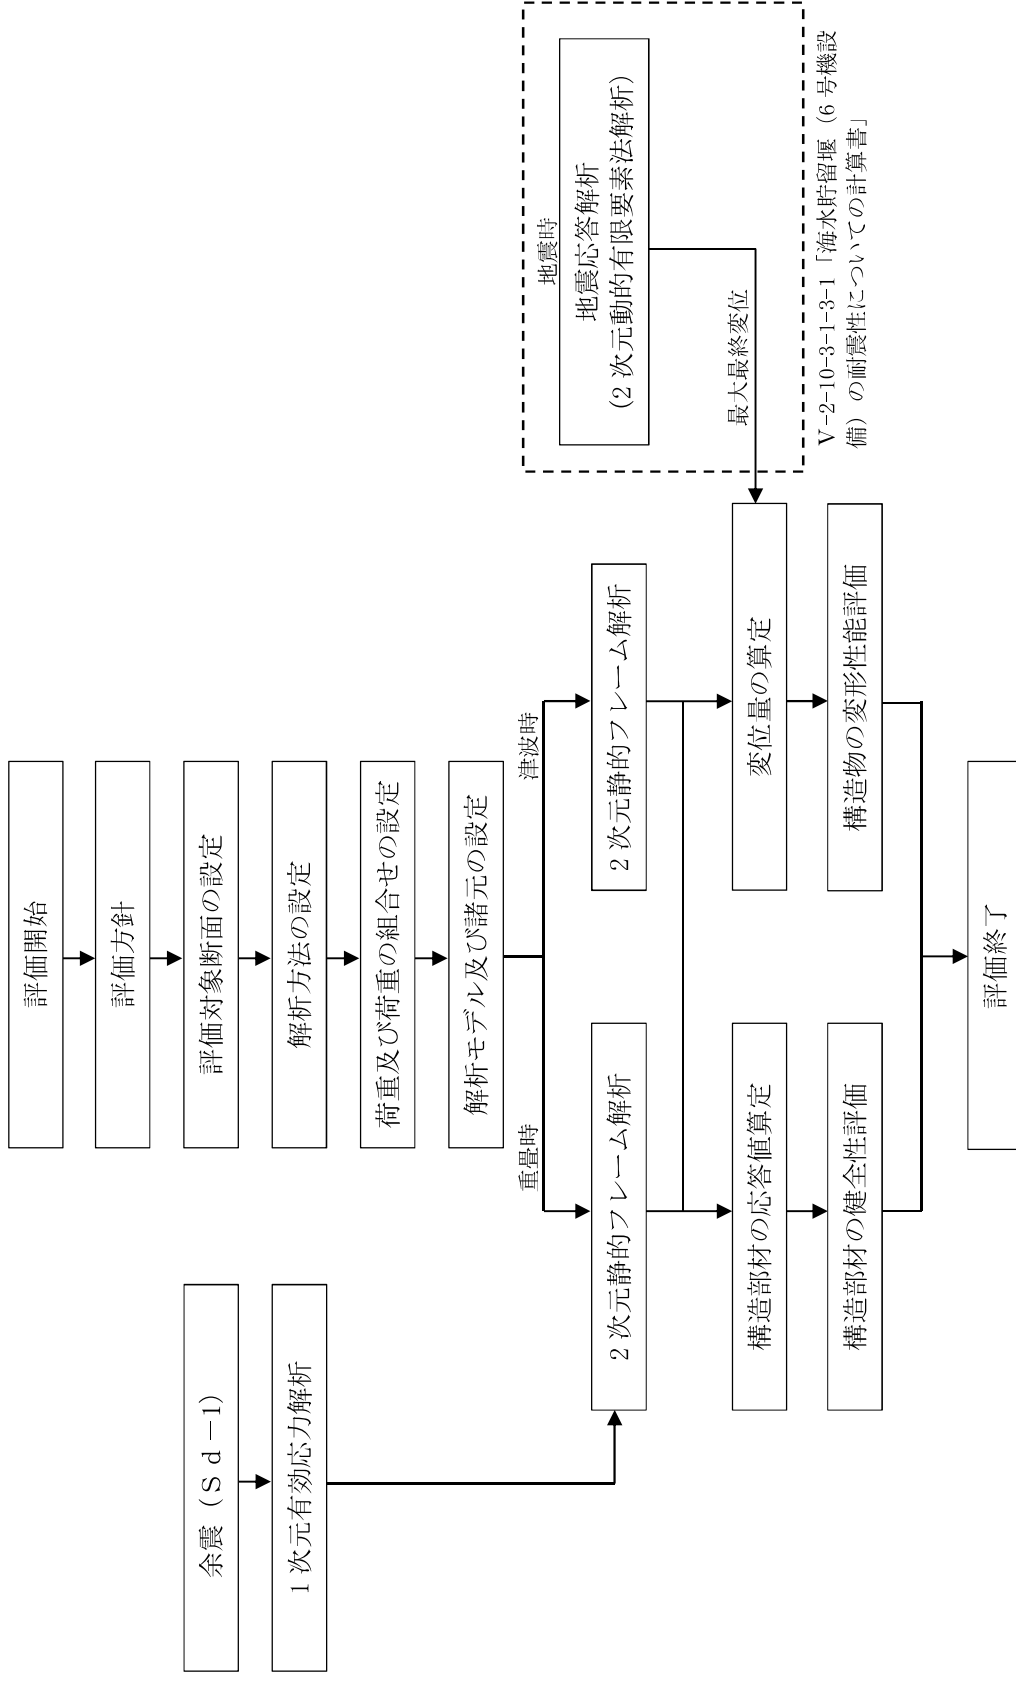 評価開始
評価方針
余震（Ｓｄ－１）
評価対象断面の設定
1 次元有効応力解析
解析方法の設定
荷重及び荷重の組合せの設定
解析モデル及び諸元の設定
重畳時
津波時
地震時
地震応答解析
(2 次元動的有限要素法解析)
2 次元静的フレーム解析
2 次元静的フレーム解析
最大最終変位
構造部材の応答値算定
変位量の算定
Ⅴ-2-10-3-1-3-1「海水貯留堰（6 号機設
備）の耐震性についての計算書」
構造部材の健全性評価
構造物の変形性能評価
評価終了